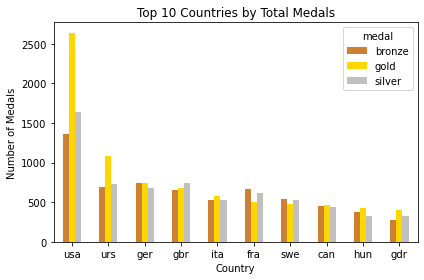 Top 10 Countries by Total Medals
medal
bronze
gold
silver
Number of Medals
2500
2000
1500
1000
500
0
usa urs ger gbr ita fra swe can hun gdr
Country